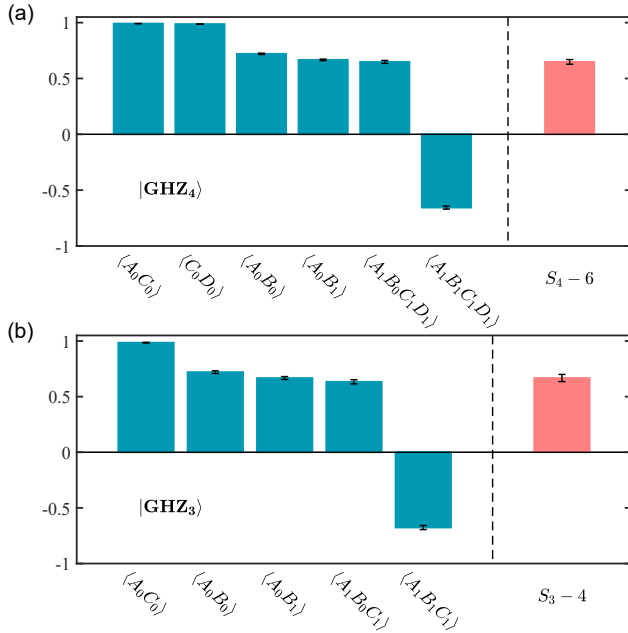 (a)
1
0.5
0
-0.5
-1
|GHZ₄⟩
⟨A₀C₀⟩
⟨C₀D₀⟩
⟨A₀B₀⟩
⟨A₀B₁⟩
⟨A₁B₀C₁D₁⟩
⟨A₁B₁C₁D₁⟩
S₄ − 6
(b)
1
0.5
0
-0.5
-1
|GHZ₃⟩
⟨A₀C₀⟩
⟨A₀B₀⟩
⟨A₀B₁⟩
⟨A₁B₀C₁⟩
⟨A₁B₁C₁⟩
S₃ − 4